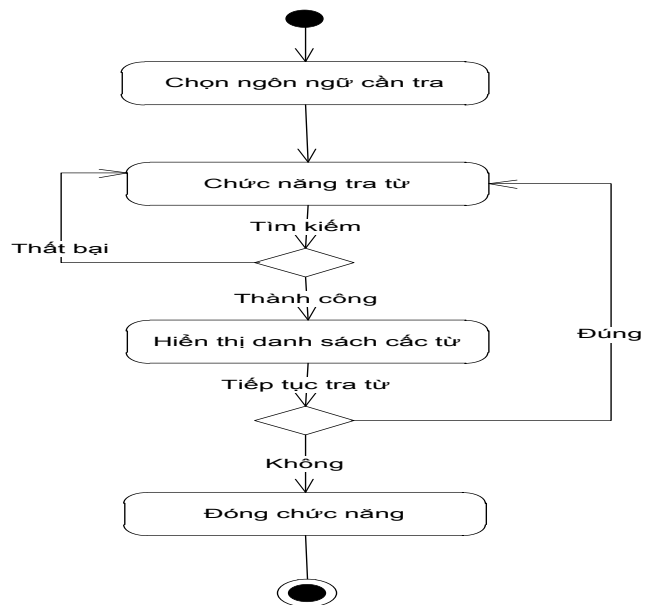 Chọn ngôn ngữ cần tra
Chức năng tra từ
Tìm kiếm
Thất bại
Thành công
Hiển thị danh sách cấc từ
Đúng
Tiếp tục tra từ
Không
Đóng chức năng